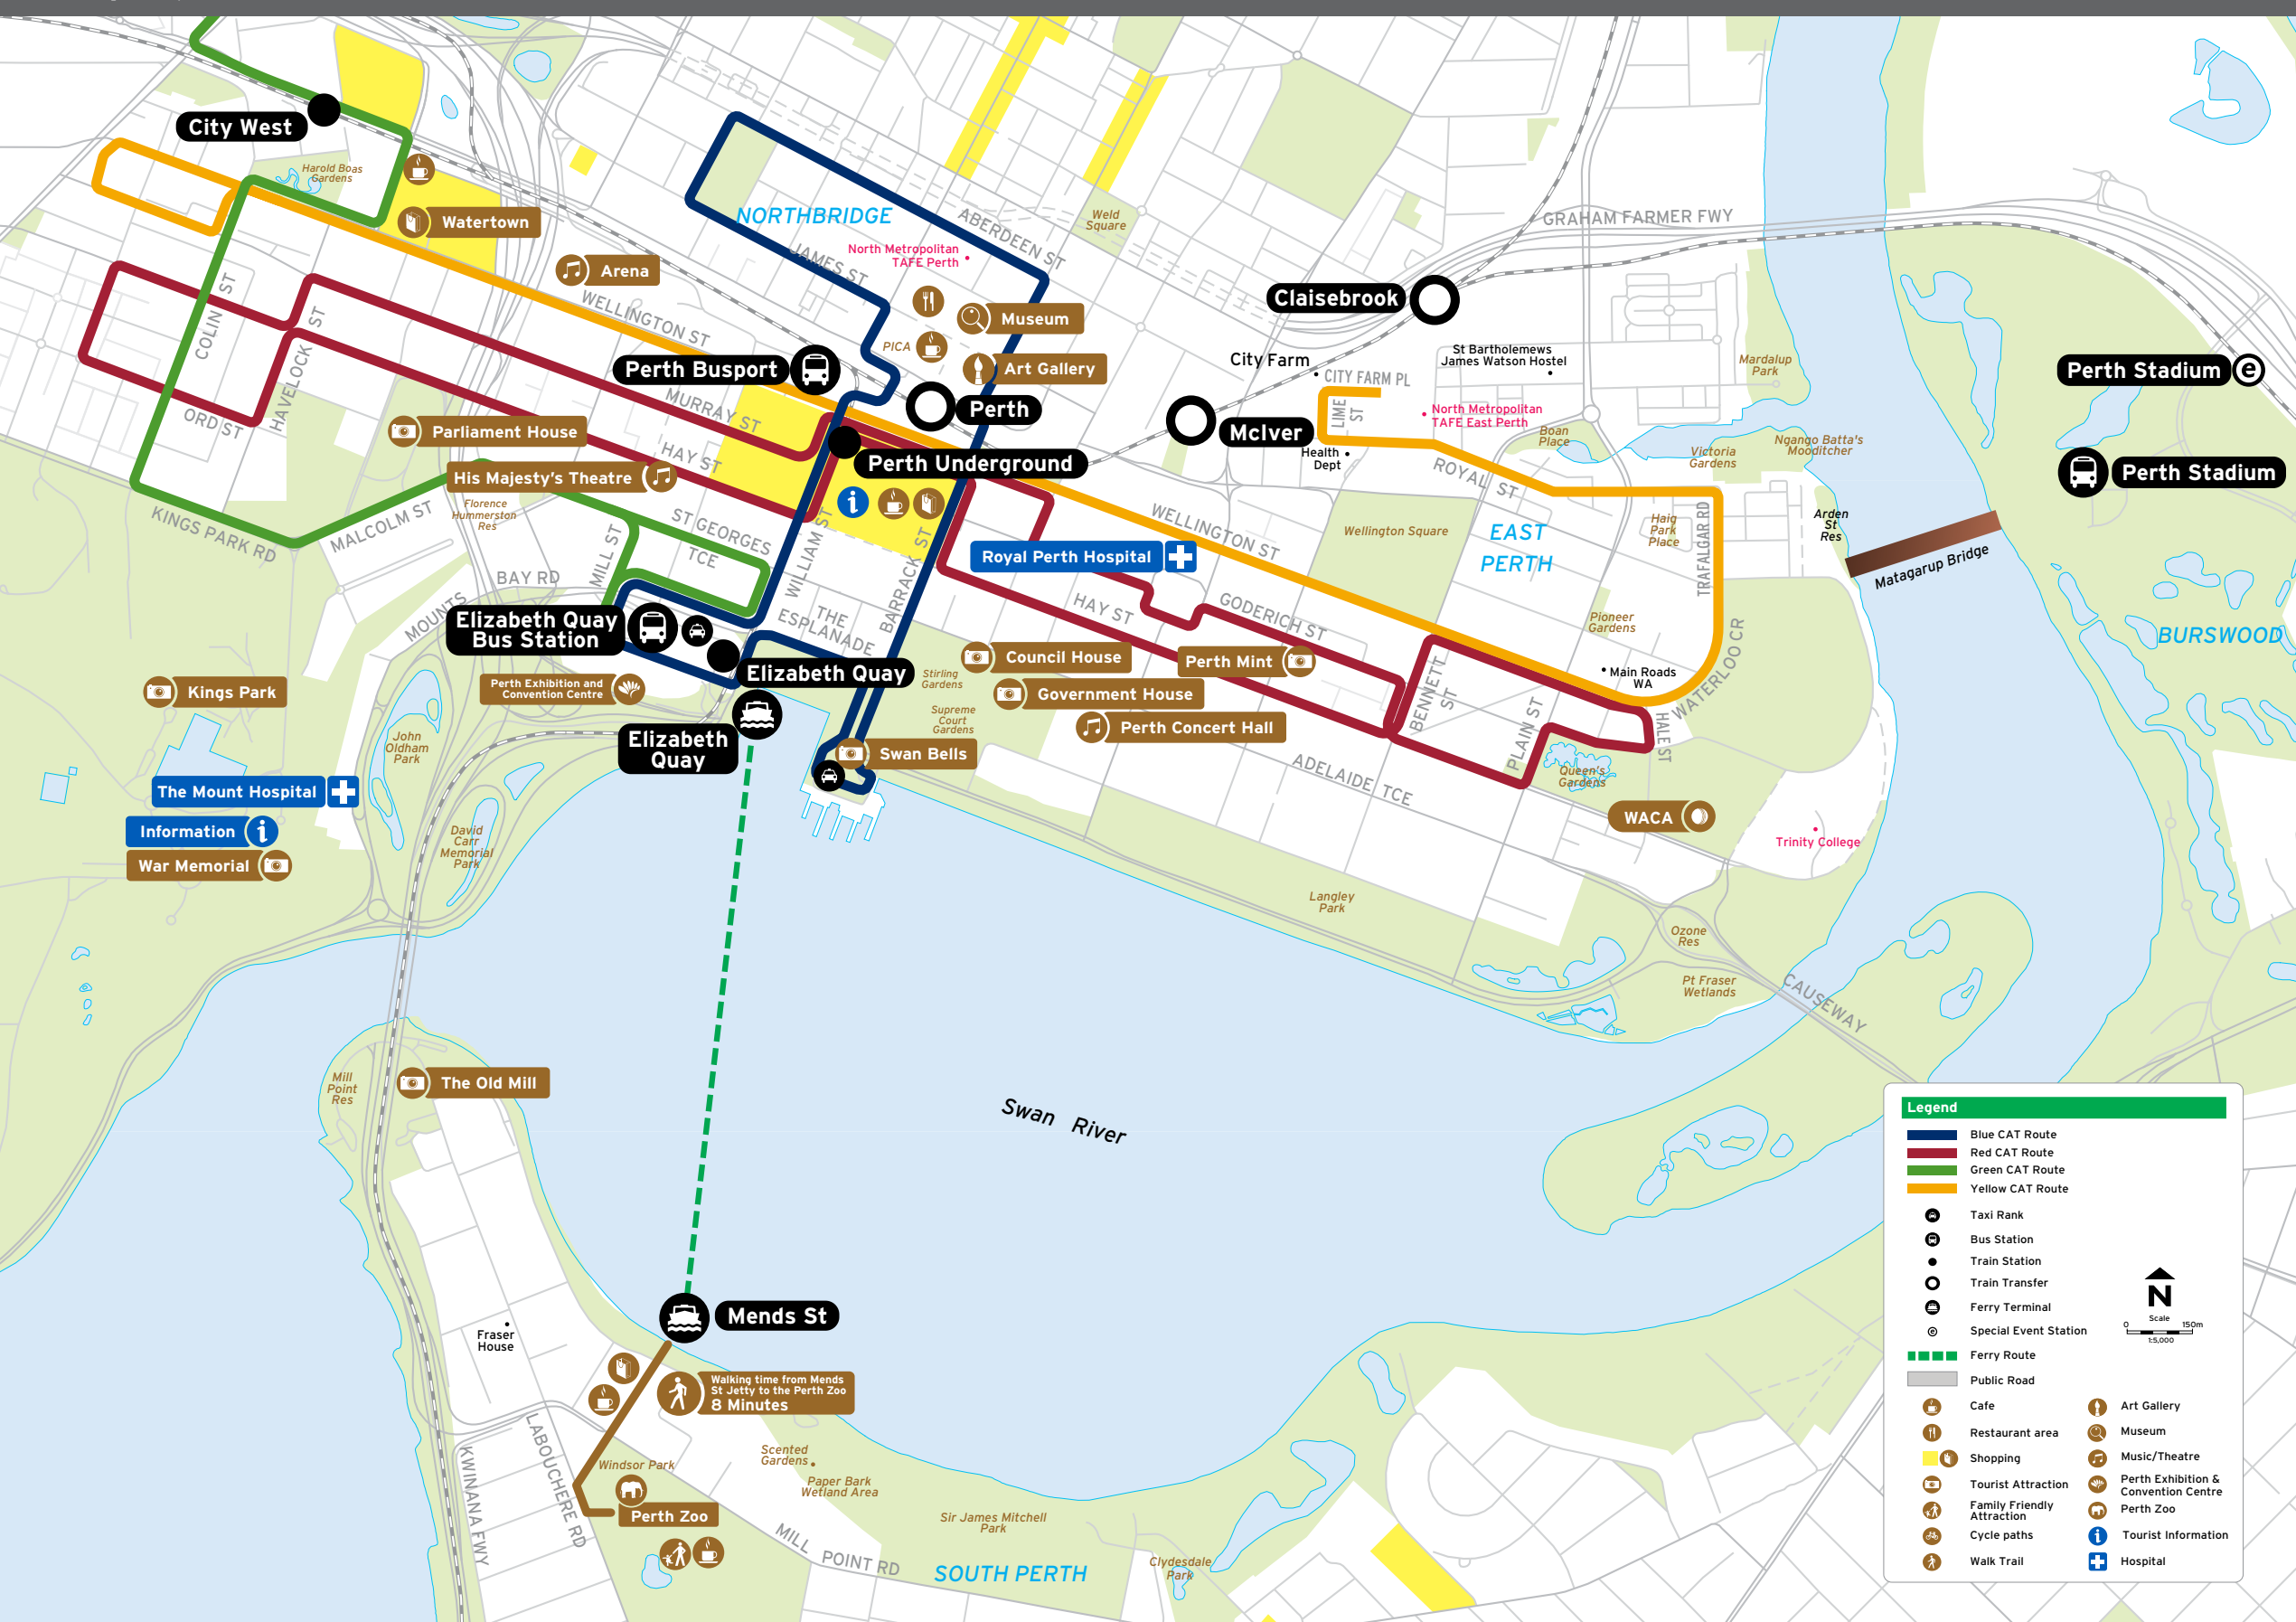 City West
Harold Boas
Gardens
Watertown
Arena
NORTHBRIDGE
North Metropolitan
TAFE Perth
ABERDEEN ST
JAMES ST
Weld
Square
GRAHAM FARMER FWY
WELLINGTON ST
Museum
PICA
Art Gallery
Claisebrook
City Farm
CITY FARM PL
St Bartholemews
James Watson Hostel
Mardalup
Park
Perth Stadium
COLIN ST
HAVELOCK ST
ORD ST
Perth Busport
Perth
MURRAY ST
HAY ST
Parliament House
His Majesty's Theatre
Perth Underground
McIver
LIME
ST
North Metropolitan
TAFE East Perth
Health
Dept
Boan
Place
ROYAL ST
Victoria
Gardens
Ngango Batta's
Mooditcher
Perth Stadium
KINGS PARK RD
MALCOLM ST
Florence
Hummerston
Res
ST GEORGES
TCE
MILL ST
WILLIAM ST
BARRACK ST
WELLINGTON ST
Wellington Square
EAST
PERTH
Haig
Park
Place
TRAFALGAR RD
Arden
St
Res
Matagarup Bridge
Royal Perth Hospital
BAY RD
MOUNTS
THE
ESPLANADE
HAY ST
GODERICH ST
Pioneer
Gardens
WATERLOO CR
BURSWOOD
Elizabeth Quay
Bus Station
Elizabeth Quay
Council House
Perth Mint
Main Roads
WA
Kings Park
Perth Exhibition and
Convention Centre
Stirling
Gardens
Government House
BENNETT
ST
Supreme
Court
Gardens
Perth Concert Hall
PLAIN ST
HALE ST
John
Oldham
Park
Elizabeth
Quay
Swan Bells
ADELAIDE TCE
Queen's
Gardens
The Mount Hospital
Information
War Memorial
David
Carr
Memorial
Park
WACA
Trinity College
Langley
Park
Ozone
Res
Pt Fraser
Wetlands
CAUSEWAY
Mill
Point
Res
The Old Mill
Swan River
Mends St
Fraser
House
Walking time from Mends
St Jetty to the Perth Zoo
8 Minutes
LABOUCHERE RD
KWINANA FWY
Windsor Park
Scented
Gardens
Paper Bark
Wetland Area
Perth Zoo
MILL POINT RD
Sir James Mitchell
Park
SOUTH PERTH
Clydesdale
Park
Legend
Blue CAT Route
Red CAT Route
Green CAT Route
Yellow CAT Route
Taxi Rank
Bus Station
Train Station
Train Transfer
Ferry Terminal
Special Event Station
Ferry Route
Public Road
N
Scale
0 150m
1:5,000
Cafe
Restaurant area
Shopping
Tourist Attraction
Family Friendly
Attraction
Cycle paths
Walk Trail
Art Gallery
Museum
Music/Theatre
Perth Exhibition &
Convention Centre
Perth Zoo
Tourist Information
Hospital